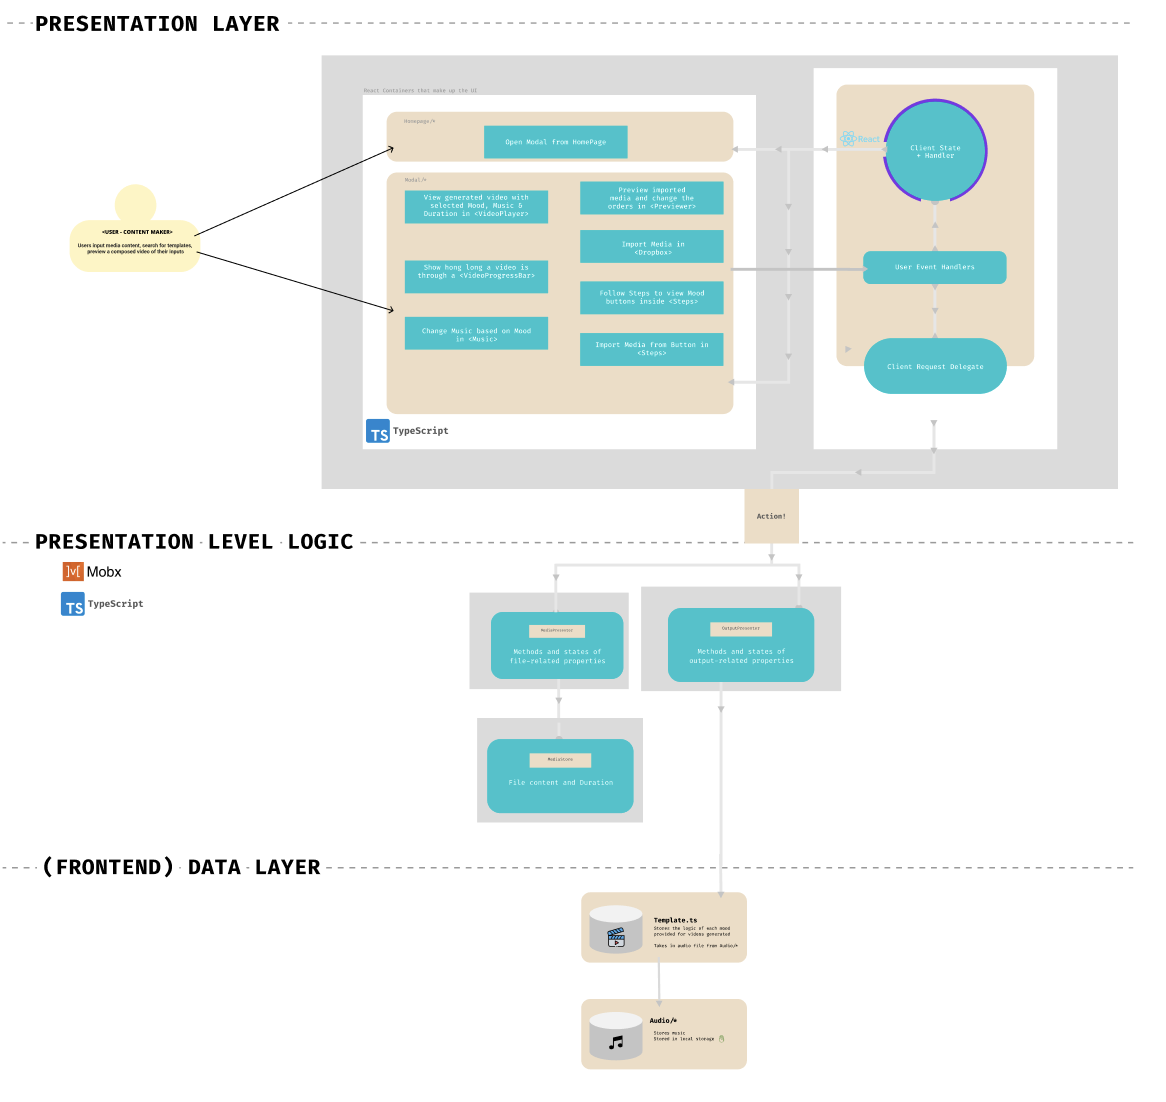 PRESENTATION LAYER
React Containers that make up the UI
Homepage/*
Open Modal from HomePage
React
Client State
+ Handler
Modal/*
View generated video with
selected Mood, Music &
Duration in <VideoPlayer>
Preview imported
media and change the
orders in <Previewer>
<USER - CONTENT MAKER>
Users input media content, search for templates,
preview a composed video of their inputs
Import Media in
<Dropbox>
Show hong long a video is
through a <VideoProgressBar>
User Event Handlers
Follow Steps to view Mood
buttons inside <Steps>
Change Music based on Mood
in <Music>
Import Media from Button in
<Steps>
Client Request Delegate
TS TypeScript
Action!
PRESENTATION LEVEL LOGIC
]v[ Mobx
TS TypeScript
MediaPresenter
Methods and states of
file-related properties
OutputPresenter
Methods and states of
output-related properties
MediaStore
File content and Duration
(FRONTEND) DATA LAYER
Template.ts
Stores the logic of each mood
provided for videos generated
Takes in audio file from Audio/*
Audio/*
Stores music
Stored in local storage